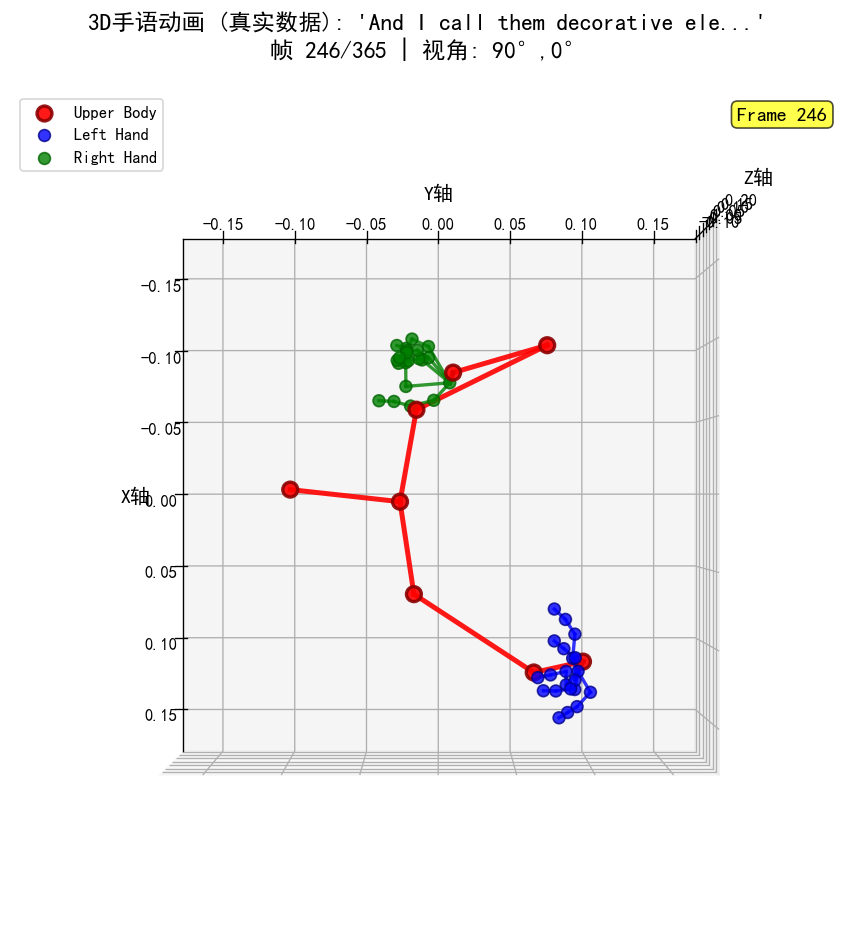 3D手语动画 (真实数据): 'And I call them decorative ele...'
帧 246/365 | 视角: 90°,0°
Upper Body
Left Hand
Right Hand
Frame 246
Z轴
Y轴
-0.15 -0.10 -0.05 0.00 0.05 0.10 0.15
-0.15
-0.10
-0.05
X轴
0.00
0.05
0.10
0.15